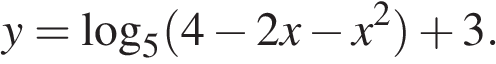 y = log₅(4 − 2x − x²) + 3.